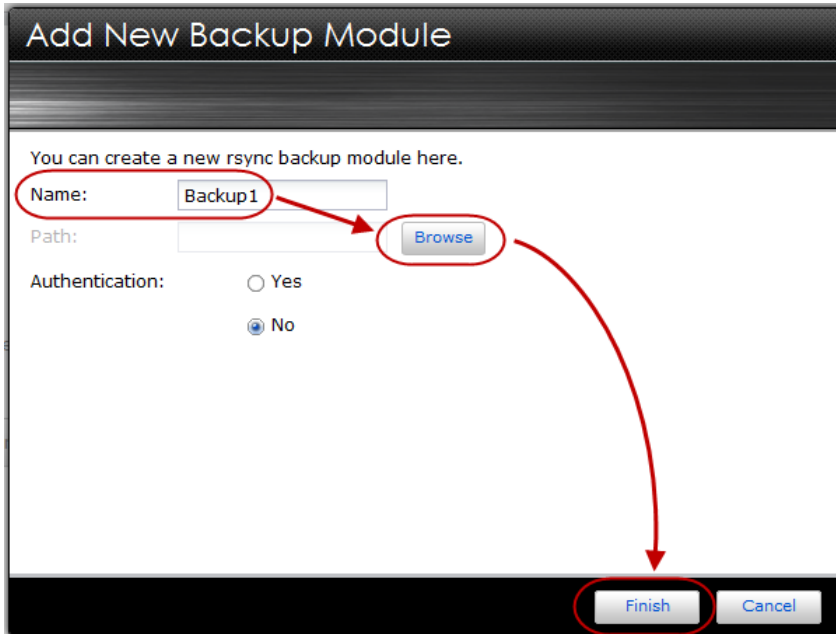 Add New Backup Module
You can create a new rsync backup module here.
Name: Backup1
Path: Browse
Authentication: Yes
No
Finish Cancel